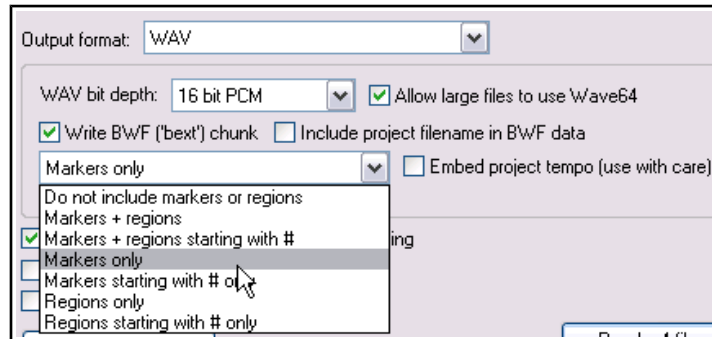 Output format: WAV
WAV bit depth: 16 bit PCM Allow large files to use Wave64
Write BWF ('bext') chunk Include project filename in BWF data
Markers only Embed project tempo (use with care)
Do not include markers or regions
Markers + regions
Markers + regions starting with # ing
Markers only
Markers starting with # only
Regions only
Regions starting with # only